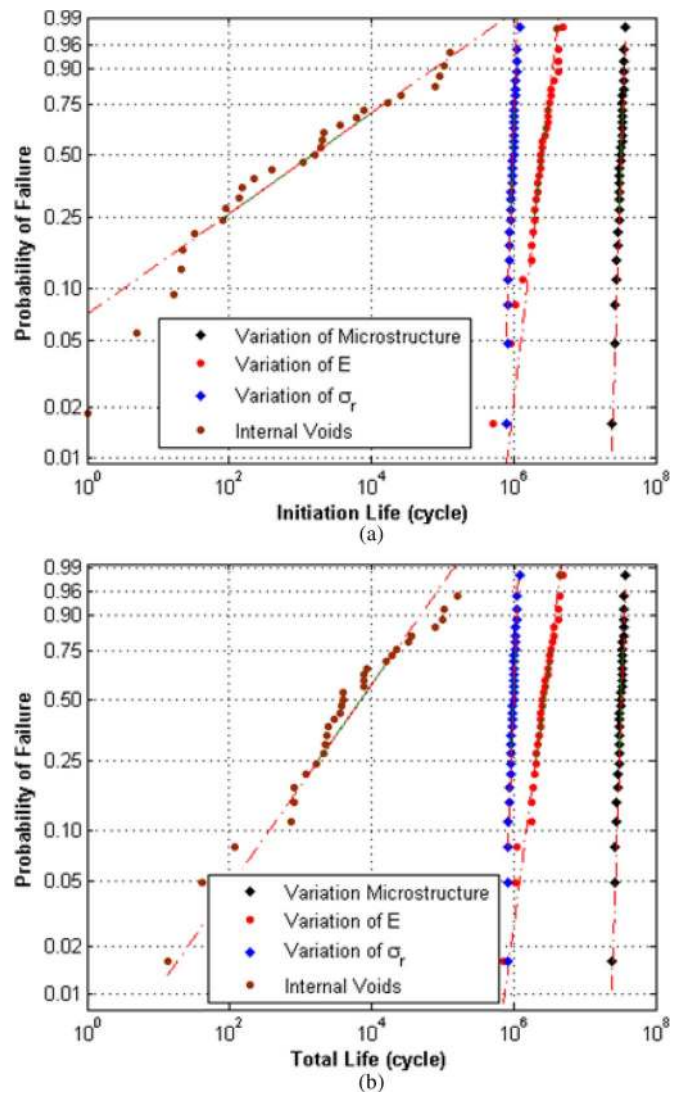 0.99
0.96
0.90
0.75
0.50
0.25
0.10
0.05
0.02
0.01
Probability of Failure
Variation of Microstructure
Variation of E
Variation of σr
Internal Voids
10^0
10^2
10^4
10^6
10^8
Initiation Life (cycle)
(a)
0.99
0.96
0.90
0.75
0.50
0.25
0.10
0.05
0.02
0.01
Probability of Failure
Variation Microstructure
Variation of E
Variation of σr
Internal Voids
10^0
10^2
10^4
10^6
10^8
Total Life (cycle)
(b)